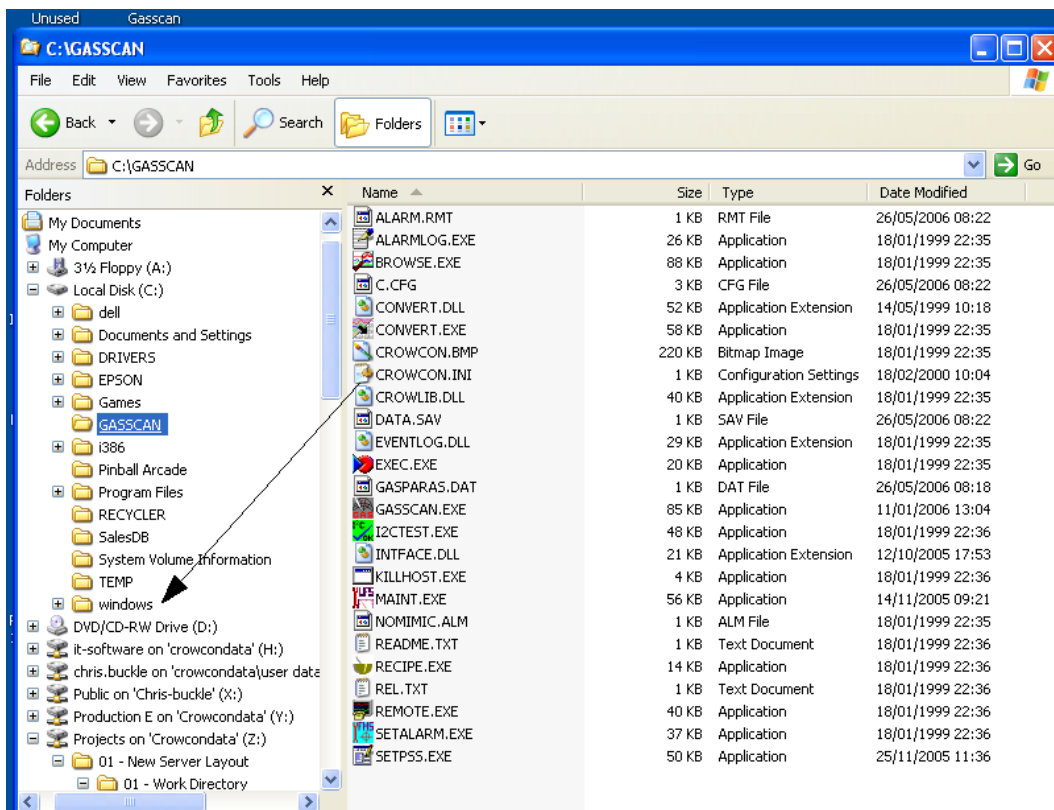 Unused Gasscan
C:\GASSCAN
File Edit View Favorites Tools Help
Back Search Folders
Address C:\GASSCAN Go
Folders x
My Documents
My Computer
3½ Floppy (A:)
Local Disk (C:)
dell
Documents and Settings
DRIVERS
EPSON
Games
GASSCAN
i386
Pinball Arcade
Program Files
RECYCLER
SalesDB
System Volume Information
TEMP
windows
DVD/CD-RW Drive (D:)
it-software on 'crowcondata' (H:)
chris.buckle on 'crowcondata\user data
Public on 'Chris-buckle' (X:)
Production E on 'Crowcondata' (Y:)
Projects on 'Crowcondata' (Z:)
01 - New Server Layout
01 - Work Directory
Name Size Type Date Modified
ALARM.RMT 1 KB RMT File 26/05/2006 08:22
ALARMLOG.EXE 26 KB Application 18/01/1999 22:35
BROWSE.EXE 88 KB Application 18/01/1999 22:35
C.CFG 3 KB CFG File 26/05/2006 08:22
CONVERT.DLL 52 KB Application Extension 14/05/1999 10:18
CONVERT.EXE 58 KB Application 18/01/1999 22:35
CROWCON.BMP 220 KB Bitmap Image 18/01/1999 22:35
CROWCON.INI 1 KB Configuration Settings 18/02/2000 10:04
CROWLIB.DLL 40 KB Application Extension 18/01/1999 22:35
DATA.SAV 1 KB SAV File 26/05/2006 08:22
EVENTLOG.DLL 29 KB Application Extension 18/01/1999 22:35
EXEC.EXE 20 KB Application 18/01/1999 22:35
GASPARAS.DAT 1 KB DAT File 26/05/2006 08:18
GASSCAN.EXE 85 KB Application 11/01/2006 13:04
I2CTEST.EXE 48 KB Application 18/01/1999 22:36
INTFACE.DLL 21 KB Application Extension 12/10/2005 17:53
KILLHOST.EXE 4 KB Application 18/01/1999 22:36
MAINT.EXE 56 KB Application 14/11/2005 09:21
NOMIMIC.ALM 1 KB ALM File 18/01/1999 22:35
README.TXT 1 KB Text Document 18/01/1999 22:36
RECIPE.EXE 14 KB Application 18/01/1999 22:36
REL.TXT 1 KB Text Document 18/01/1999 22:36
REMOTE.EXE 40 KB Application 18/01/1999 22:36
SETALARM.EXE 37 KB Application 18/01/1999 22:36
SETPSS.EXE 50 KB Application 25/11/2005 11:36